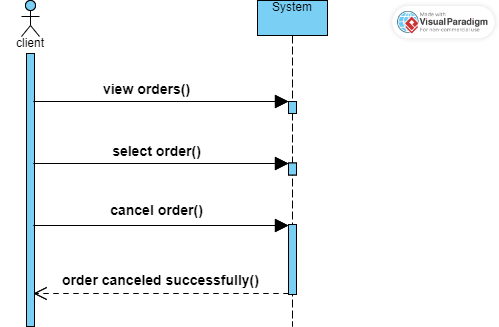 System
Made with
Visual Paradigm
For non-commercial use
client
view orders()
select order()
cancel order()
order canceled successfully()